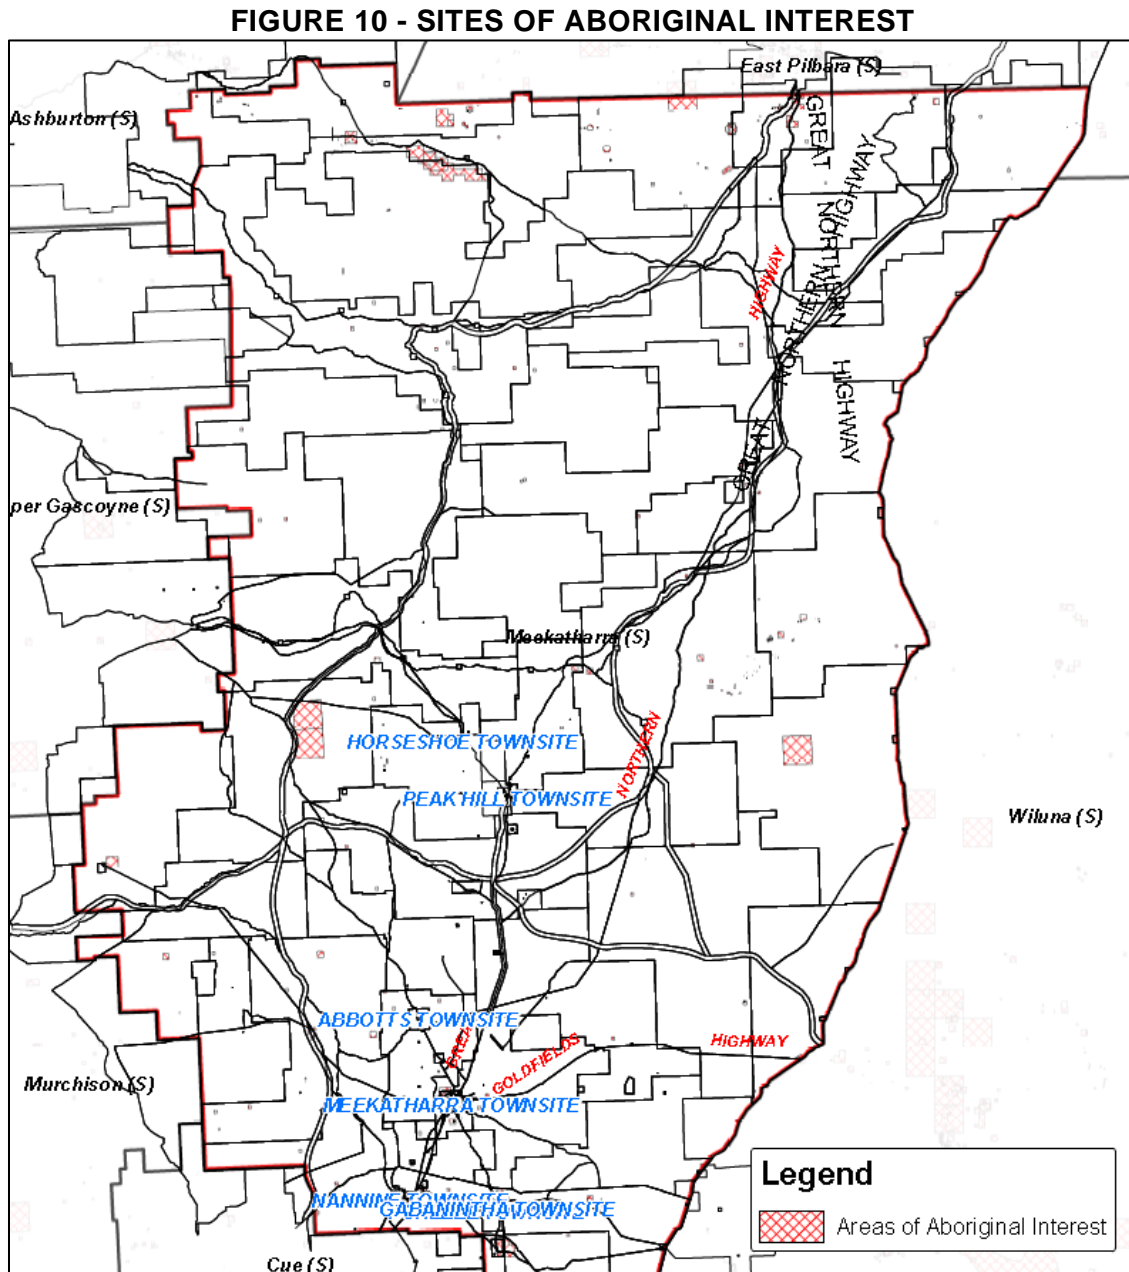 FIGURE 10 - SITES OF ABORIGINAL INTEREST
East Pilbara (S)
Ashburton (S)
GREAT
HIGHWAY
NORTHERN
HIGHWAY
NORTHERN
HIGHWAY
GREAT
per Gascoyne (S)
Meekatharra (S)
HORSESHOE TOWNSITE
NORTHERN
PEAK HILL TOWNSITE
Wiluna (S)
ABBOTTS TOWNSITE
GREA
GOLDFIELDS
HIGHWAY
Murchison (S)
MEEKATHARRA TOWNSITE
Legend
NANNINE TOWNSITE
GABANINTHA TOWNSITE
Areas of Aboriginal Interest
Cue (S)